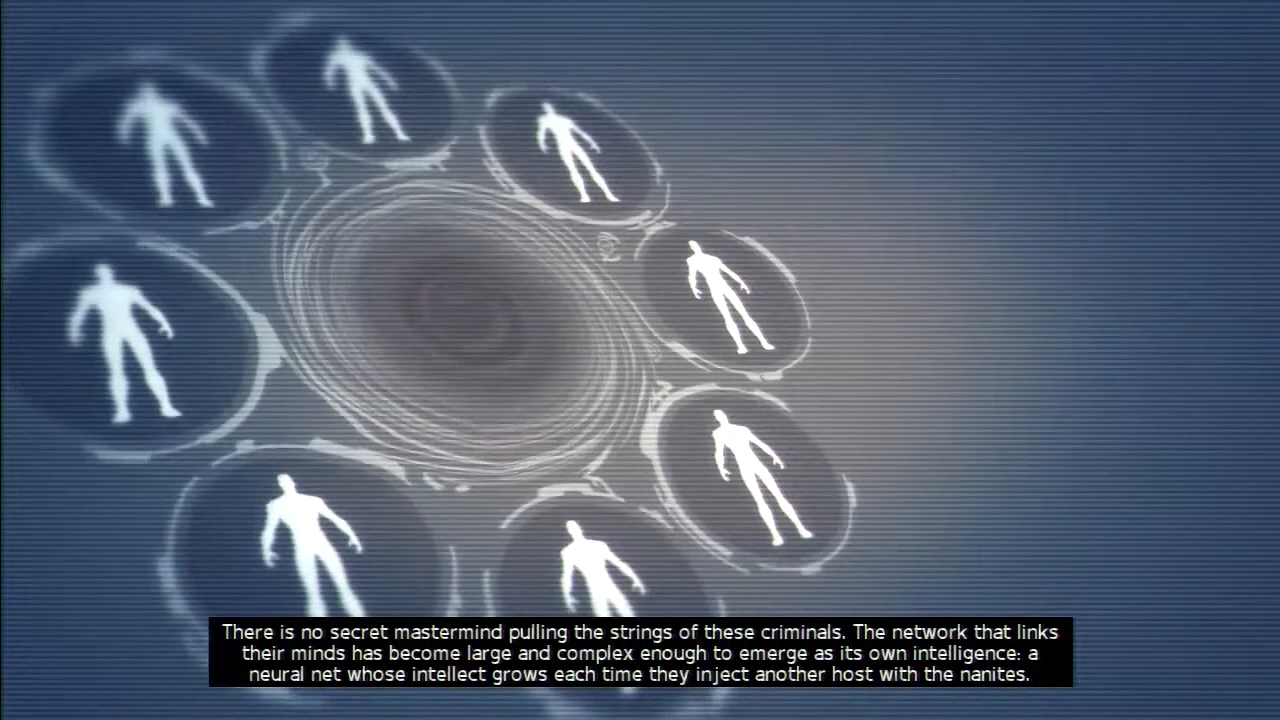 There is no secret mastermind pulling the strings of these criminals. The network that links
their minds has become large and complex enough to emerge as its own intelligence: a
neural net whose intellect grows each time they inject another host with the nanites.